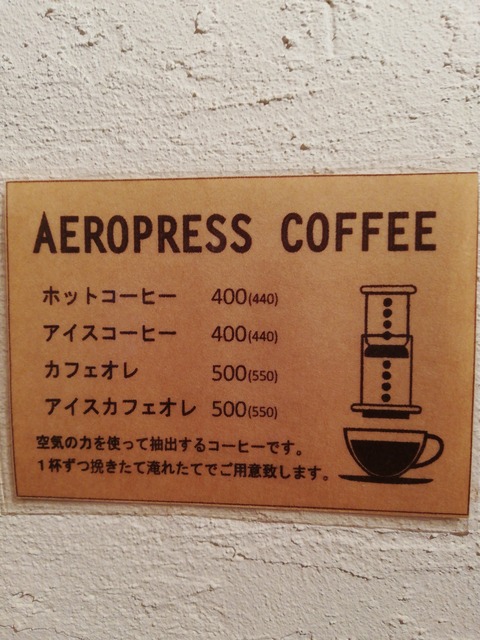 AEROPRESS COFFEE
ホットコーヒー 400(440)
アイスコーヒー 400(440)
カフェオレ 500(550)
アイスカフェオレ 500(550)
空気の力を使って抽出するコーヒーです。
1杯ずつ挽きたて淹れたてでご用意致します。